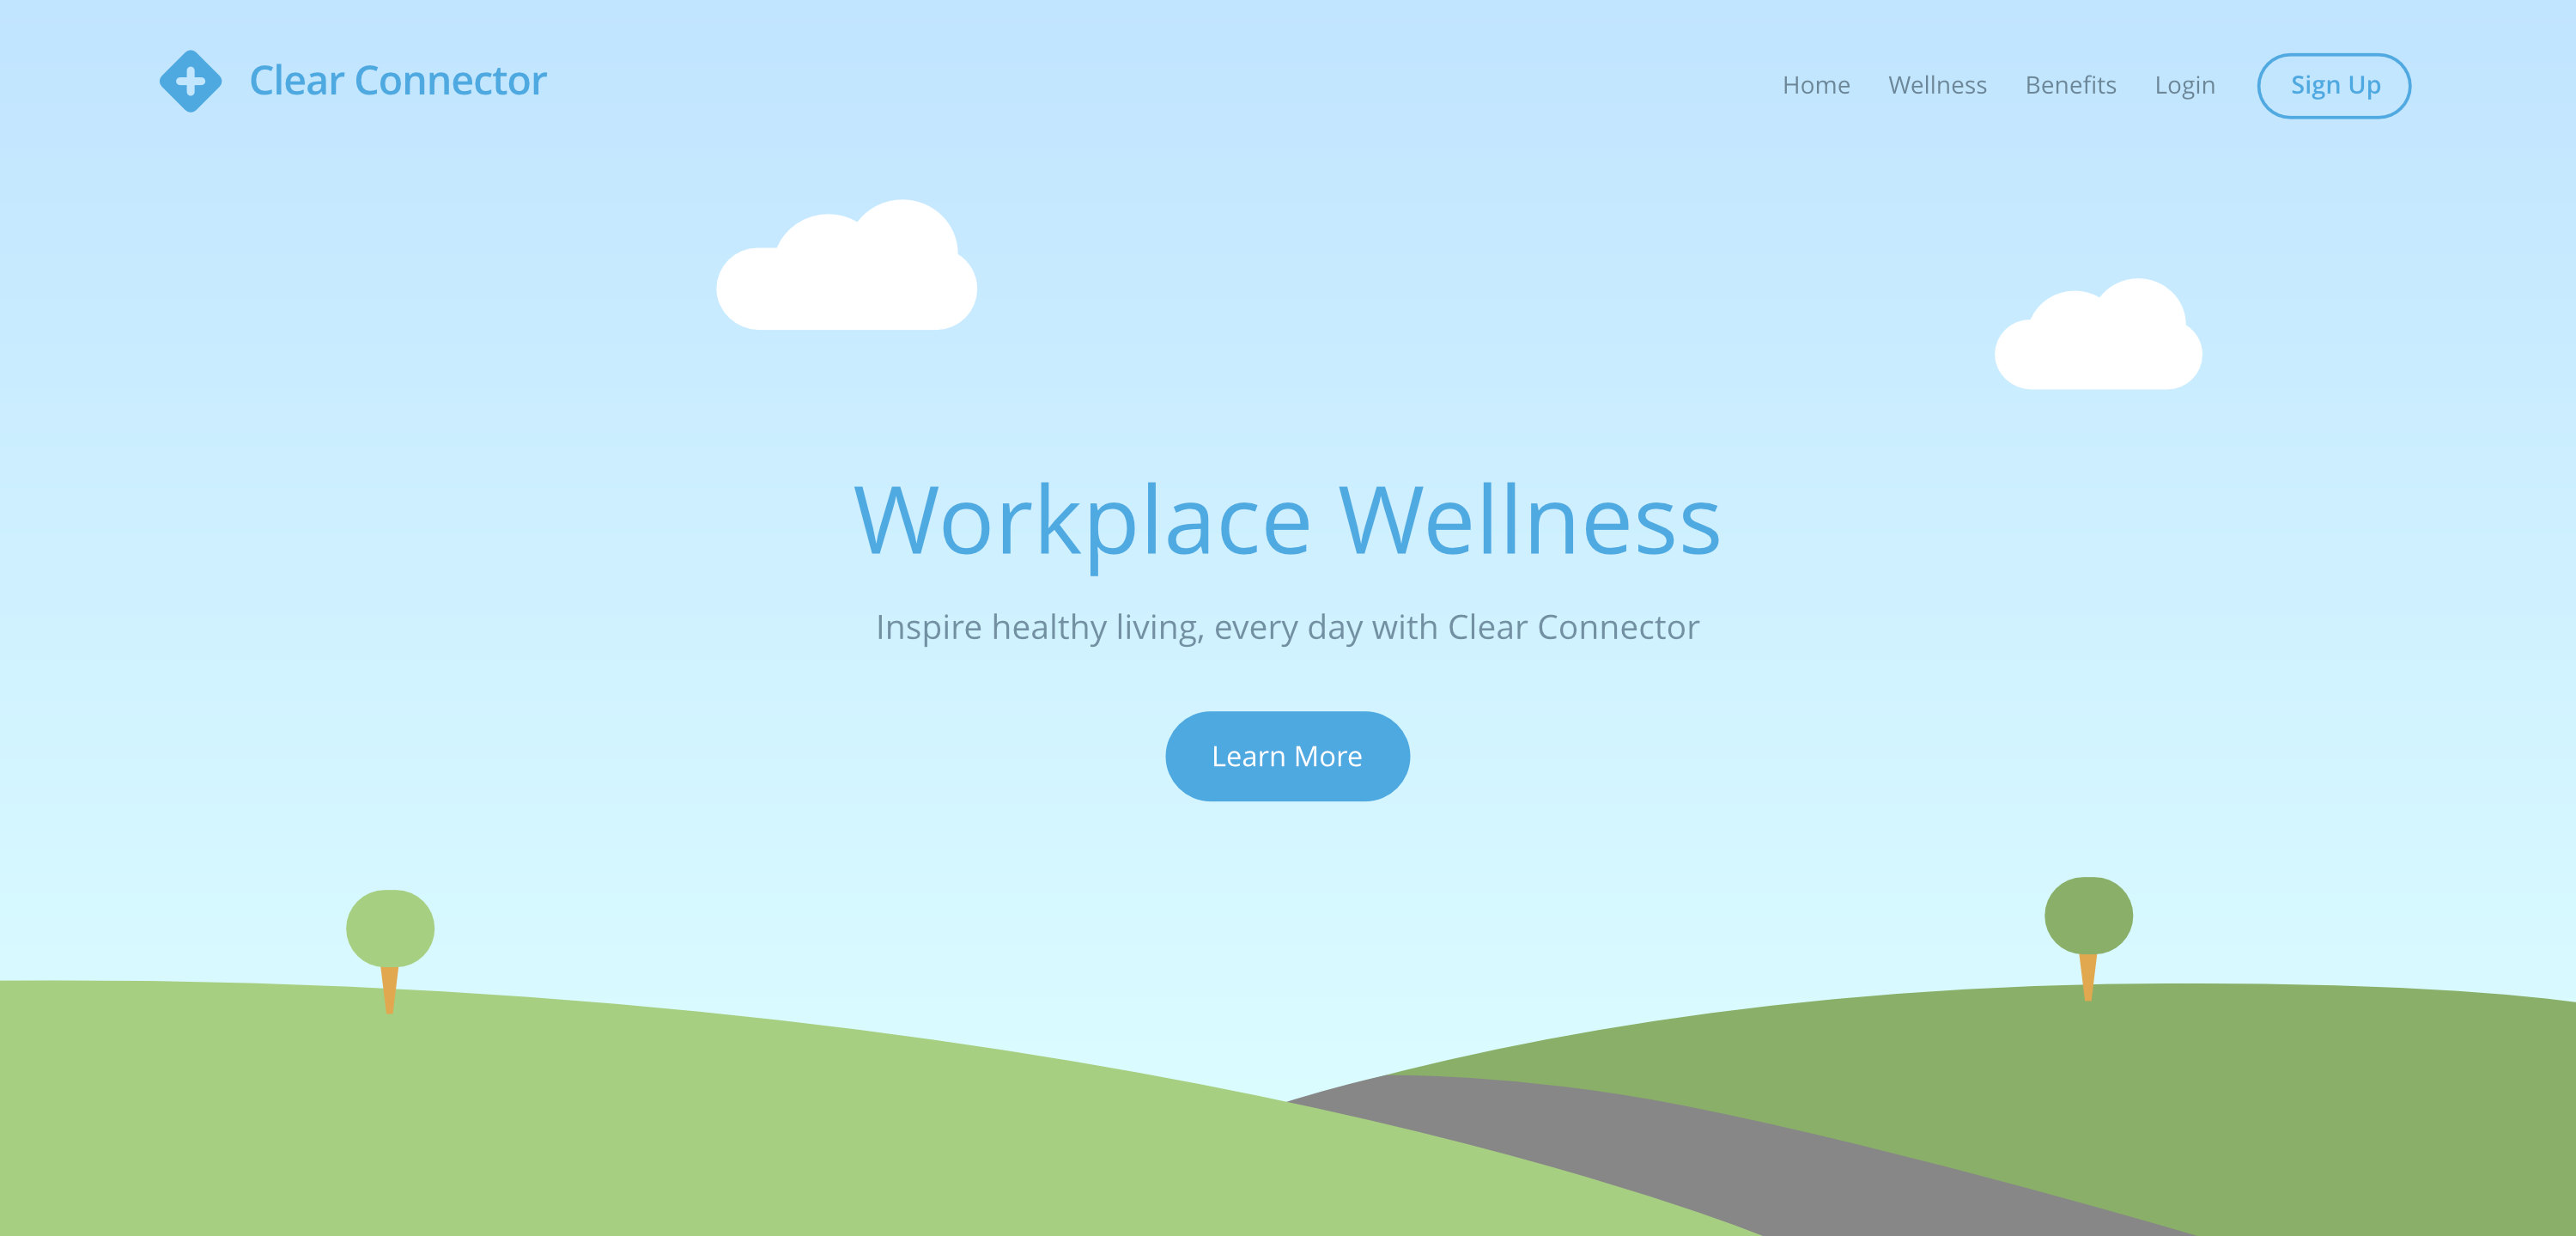 Clear Connector
Home Wellness Benefits Login Sign Up
Workplace Wellness
Inspire healthy living, every day with Clear Connector
Learn More